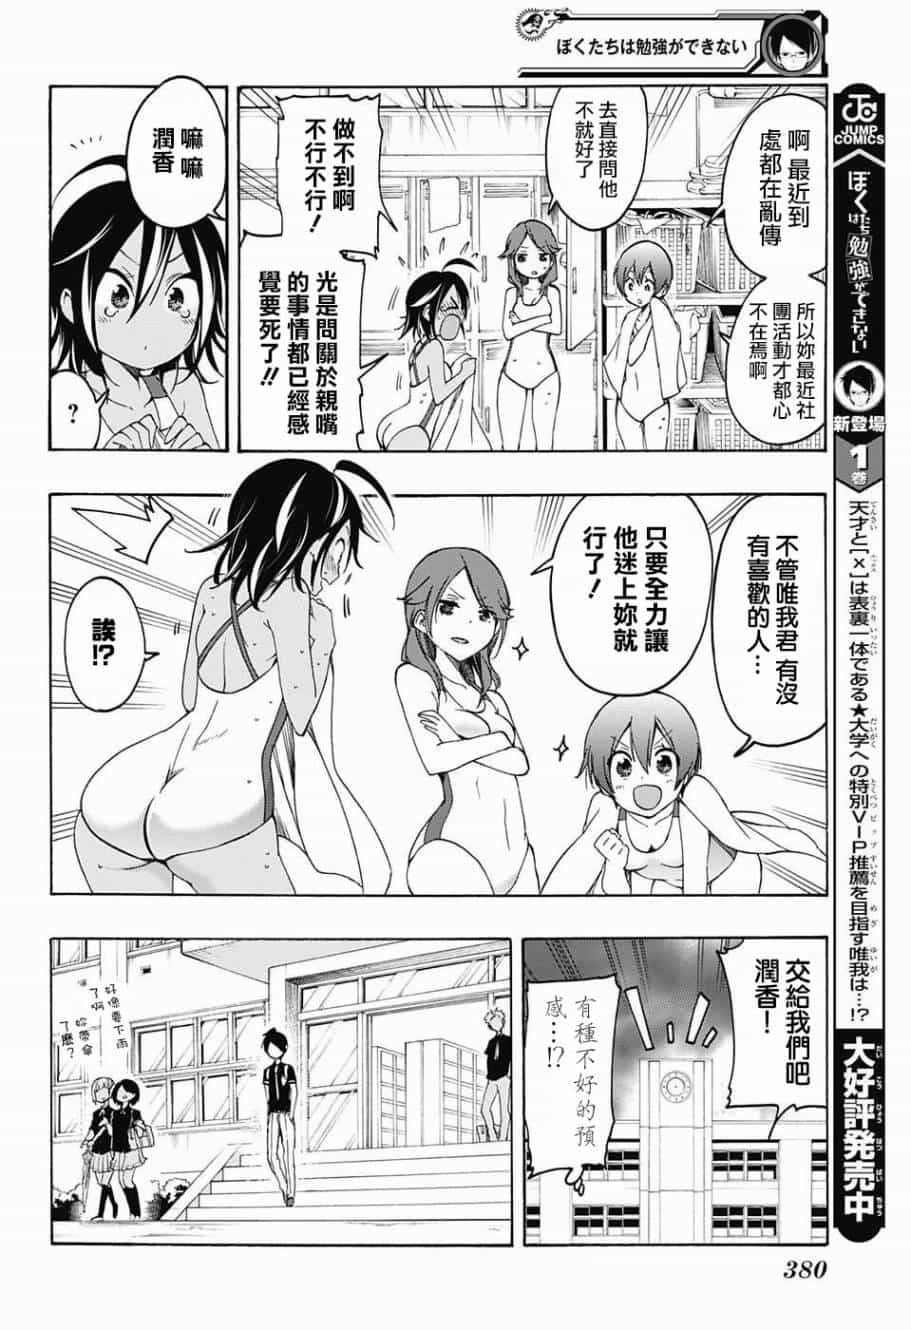 ぼくたちは勉強ができない
啊 最近到
處都在亂傳
所以妳最近社
團活動才都心
不在焉啊
去直接問他
不就好了
做不到啊
不行不行！
光是問關於親嘴
的事情都已經感
覺要死了!!
嘛嘛
潤香
?
不管唯我君 有沒
有喜歡的人…
只要全力讓
他迷上妳就
行了！
誒!?
交給我們吧
潤香！
有種不好的預
感…!?
好像要下雨
了啊
妳帶傘
了麼?
JUMP
COMICS
ぼくたちは勉強ができない
新登場
1巻
天才と[x]は表裏一体である★大学への特別VIP推薦を目指す唯我は…!?
大好評発売中
380